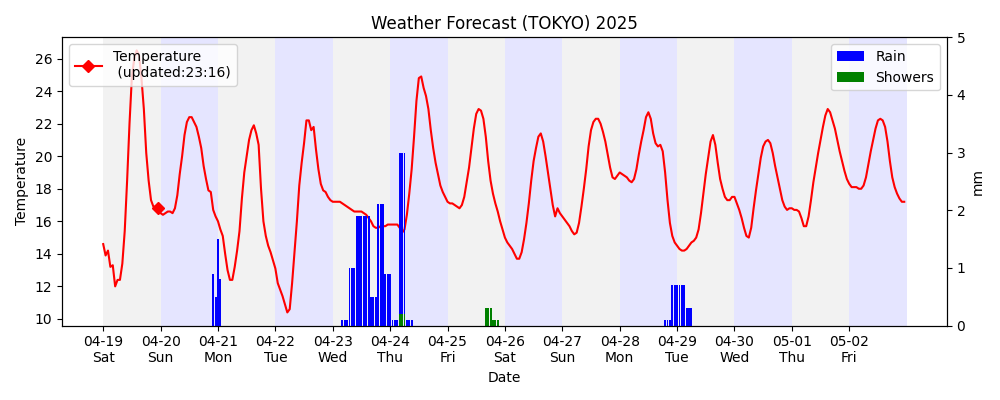 Weather Forecast (TOKYO) 2025
Temperature
(updated:23:16)
Rain
Showers
Temperature
26
24
22
20
18
16
14
12
10
5
4
3
2
1
0
mm
04-19 04-20 04-21 04-22 04-23 04-24 04-25 04-26 04-27 04-28 04-29 04-30 05-01 05-02
Sat Sun Mon Tue Wed Thu Fri Sat Sun Mon Tue Wed Thu Fri
Date